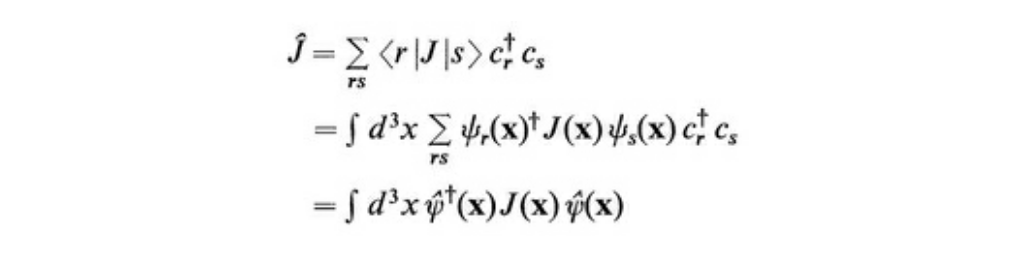 Ĵ = ∑_{rs} ⟨r|J|s⟩ c_r^† c_s
= ∫ d³x ∑_{rs} ψ_r(x)^† J(x) ψ_s(x) c_r^† c_s
= ∫ d³x ψ̂^†(x) J(x) ψ̂(x)